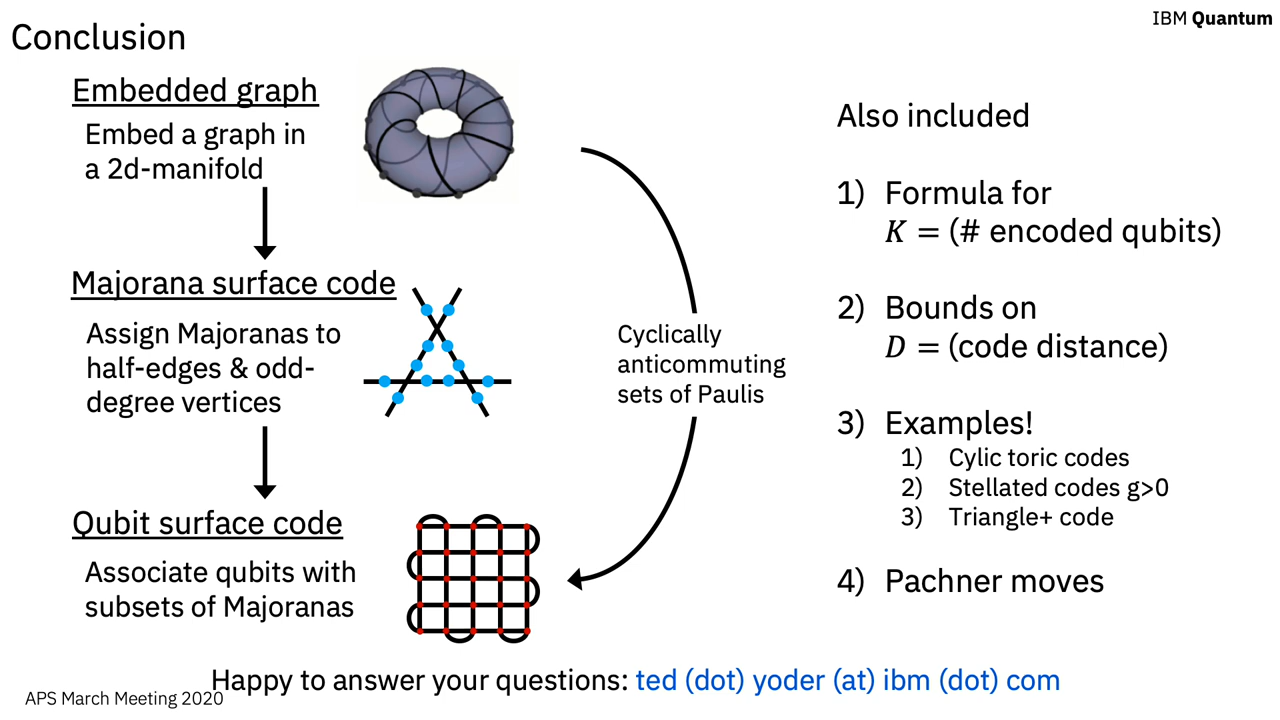 IBM Quantum
Conclusion
Embedded graph
Embed a graph in
a 2d-manifold
Majorana surface code
Assign Majoranas to
half-edges & odd-
degree vertices
Qubit surface code
Associate qubits with
subsets of Majoranas
Cyclically
anticommuting
sets of Paulis
Also included
1) Formula for
K = (# encoded qubits)
2) Bounds on
D = (code distance)
3) Examples!
1) Cylic toric codes
2) Stellated codes g>0
3) Triangle+ code
4) Pachner moves
Happy to answer your questions: ted (dot) yoder (at) ibm (dot) com
APS March Meeting 2020